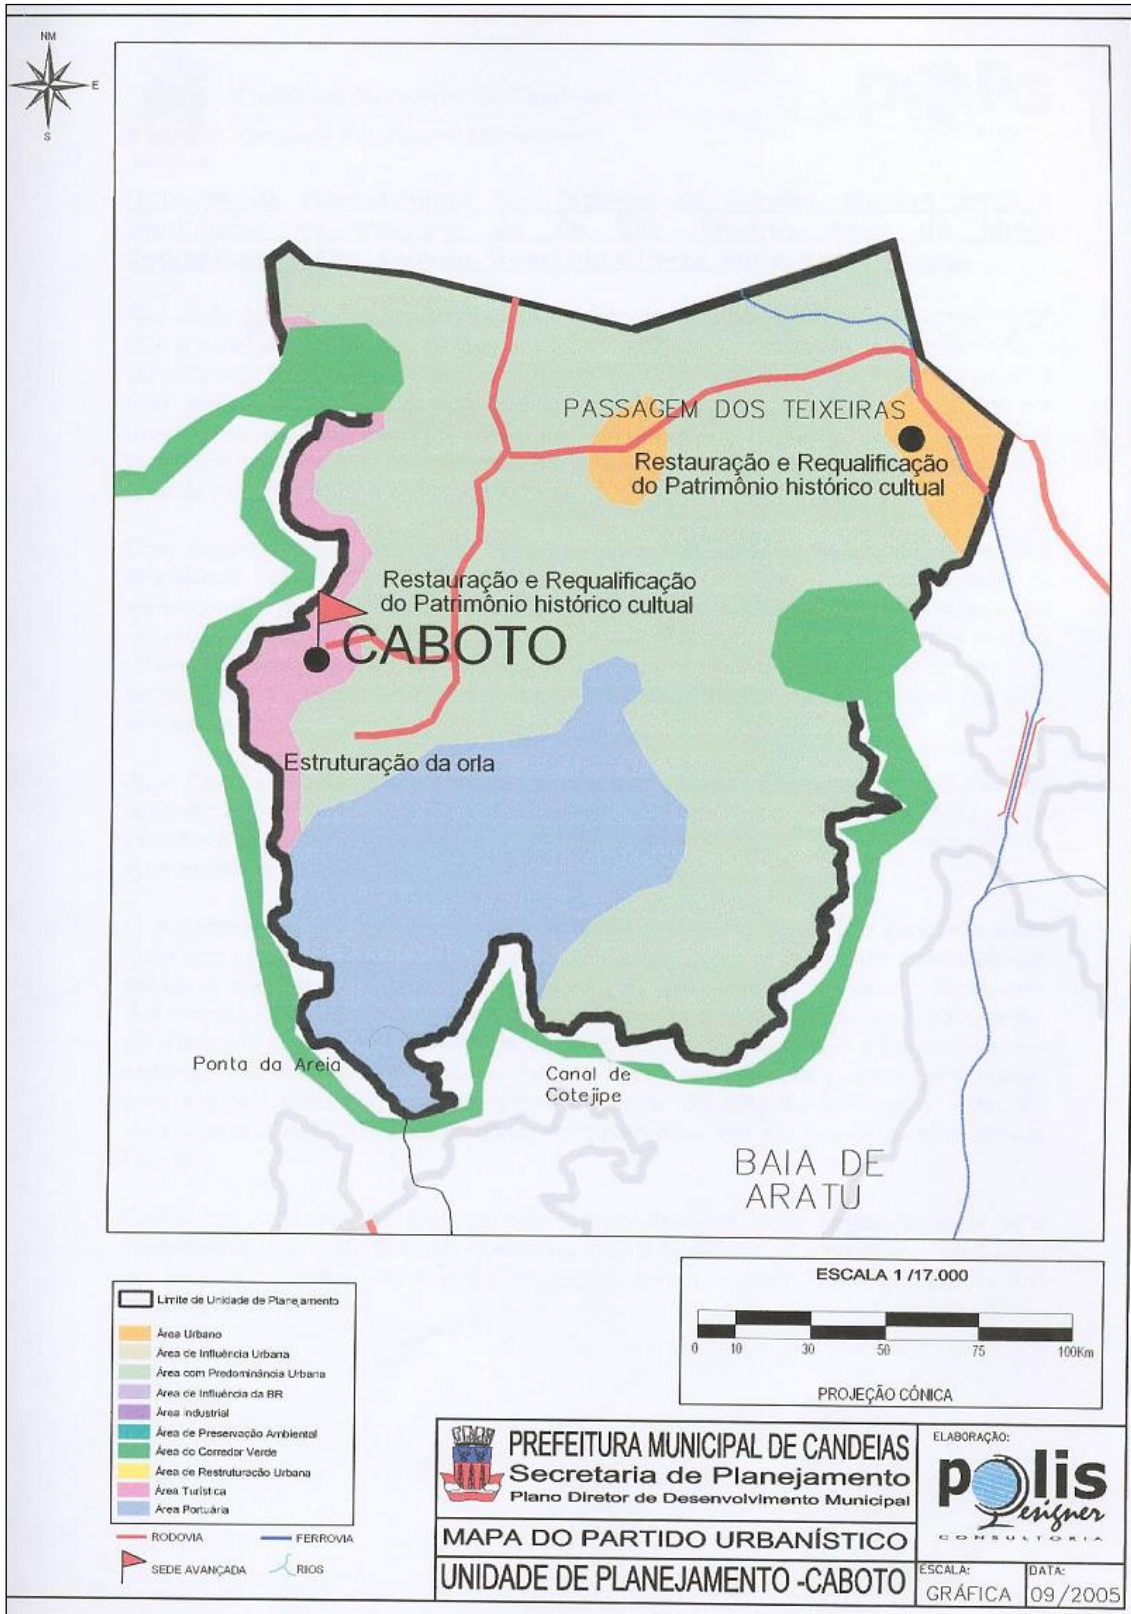 NM
E
S
PASSAGEM DOS TEIXEIRAS
Restauração e Requalificação
do Patrimônio histórico cultual
Restauração e Requalificação
do Patrimônio histórico cultual
CABOTO
Estruturação da orla
Ponta da Areia
Canal de
Cotejipe
BAIA DE
ARATU
Limite de Unidade de Planejamento
Área Urbano
Área de Influência Urbana
Área com Predominância Urbana
Área de Influência da BR
Área industrial
Área de Preservação Ambiental
Área do Corredor Verde
Área de Restruturação Urbana
Área Turística
Área Portuária
RODOVIA
FERROVIA
SEDE AVANÇADA
RIOS
ESCALA 1 /17.000
0 10 30 50 75 100Km
PROJEÇÃO CÔNICA
PREFEITURA MUNICIPAL DE CANDEIAS
Secretaria de Planejamento
Plano Diretor de Desenvolvimento Municipal
MAPA DO PARTIDO URBANÍSTICO
UNIDADE DE PLANEJAMENTO -CABOTO
ELABORAÇÃO:
polis
Designer
CONSULTORIA
ESCALA:
GRÁFICA
DATA:
09/2005